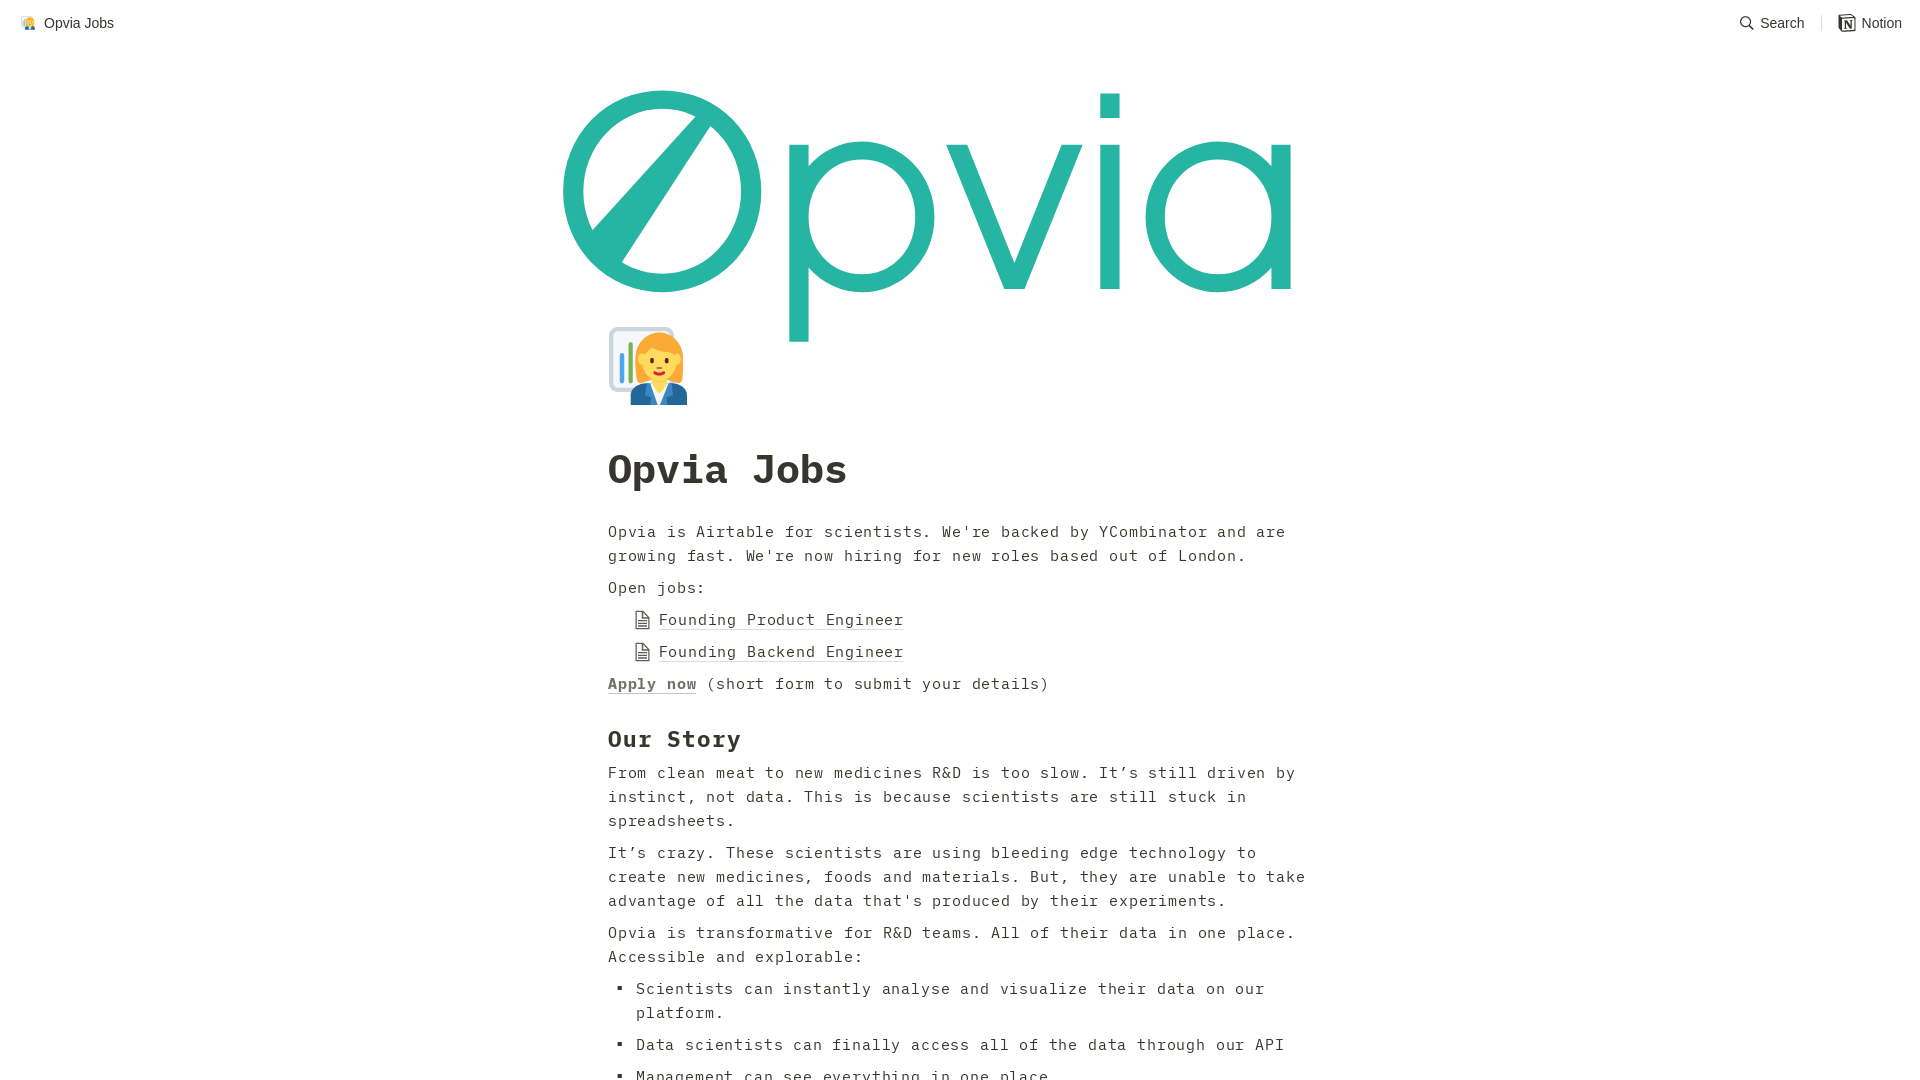 Opvia Jobs
Search
Notion
Opvia
Opvia Jobs
Opvia is Airtable for scientists. We're backed by YCombinator and are
growing fast. We're now hiring for new roles based out of London.
Open jobs:
Founding Product Engineer
Founding Backend Engineer
Apply now (short form to submit your details)
Our Story
From clean meat to new medicines R&D is too slow. It’s still driven by
instinct, not data. This is because scientists are still stuck in
spreadsheets.
It’s crazy. These scientists are using bleeding edge technology to
create new medicines, foods and materials. But, they are unable to take
advantage of all the data that's produced by their experiments.
Opvia is transformative for R&D teams. All of their data in one place.
Accessible and explorable:
▪ Scientists can instantly analyse and visualize their data on our
platform.
▪ Data scientists can finally access all of the data through our API
▪ Management can see everything in one place